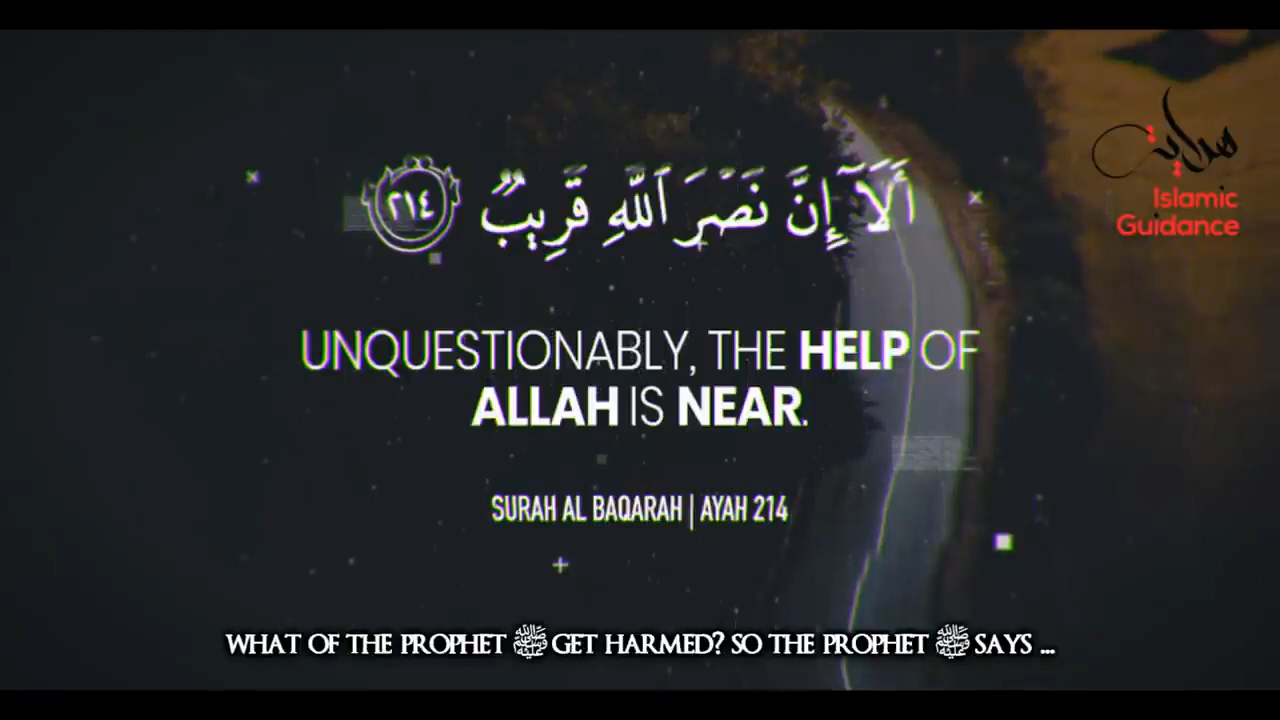 أَلَآ إِنَّ نَصْرَ ٱللَّهِ قَرِيبٌ ٢١٤
هداية
Islamic
Guidance
UNQUESTIONABLY, THE HELP OF
ALLAH IS NEAR.
SURAH AL BAQARAH | AYAH 214
WHAT OF THE PROPHET ﷺ GET HARMED? SO THE PROPHET ﷺ SAYS ...